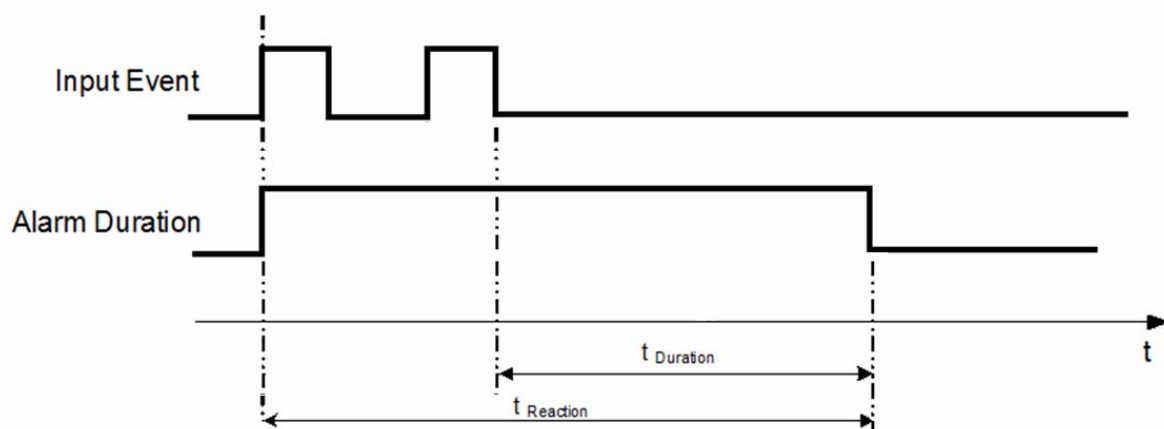 Input Event
Alarm Duration
t
t Duration
t Reaction